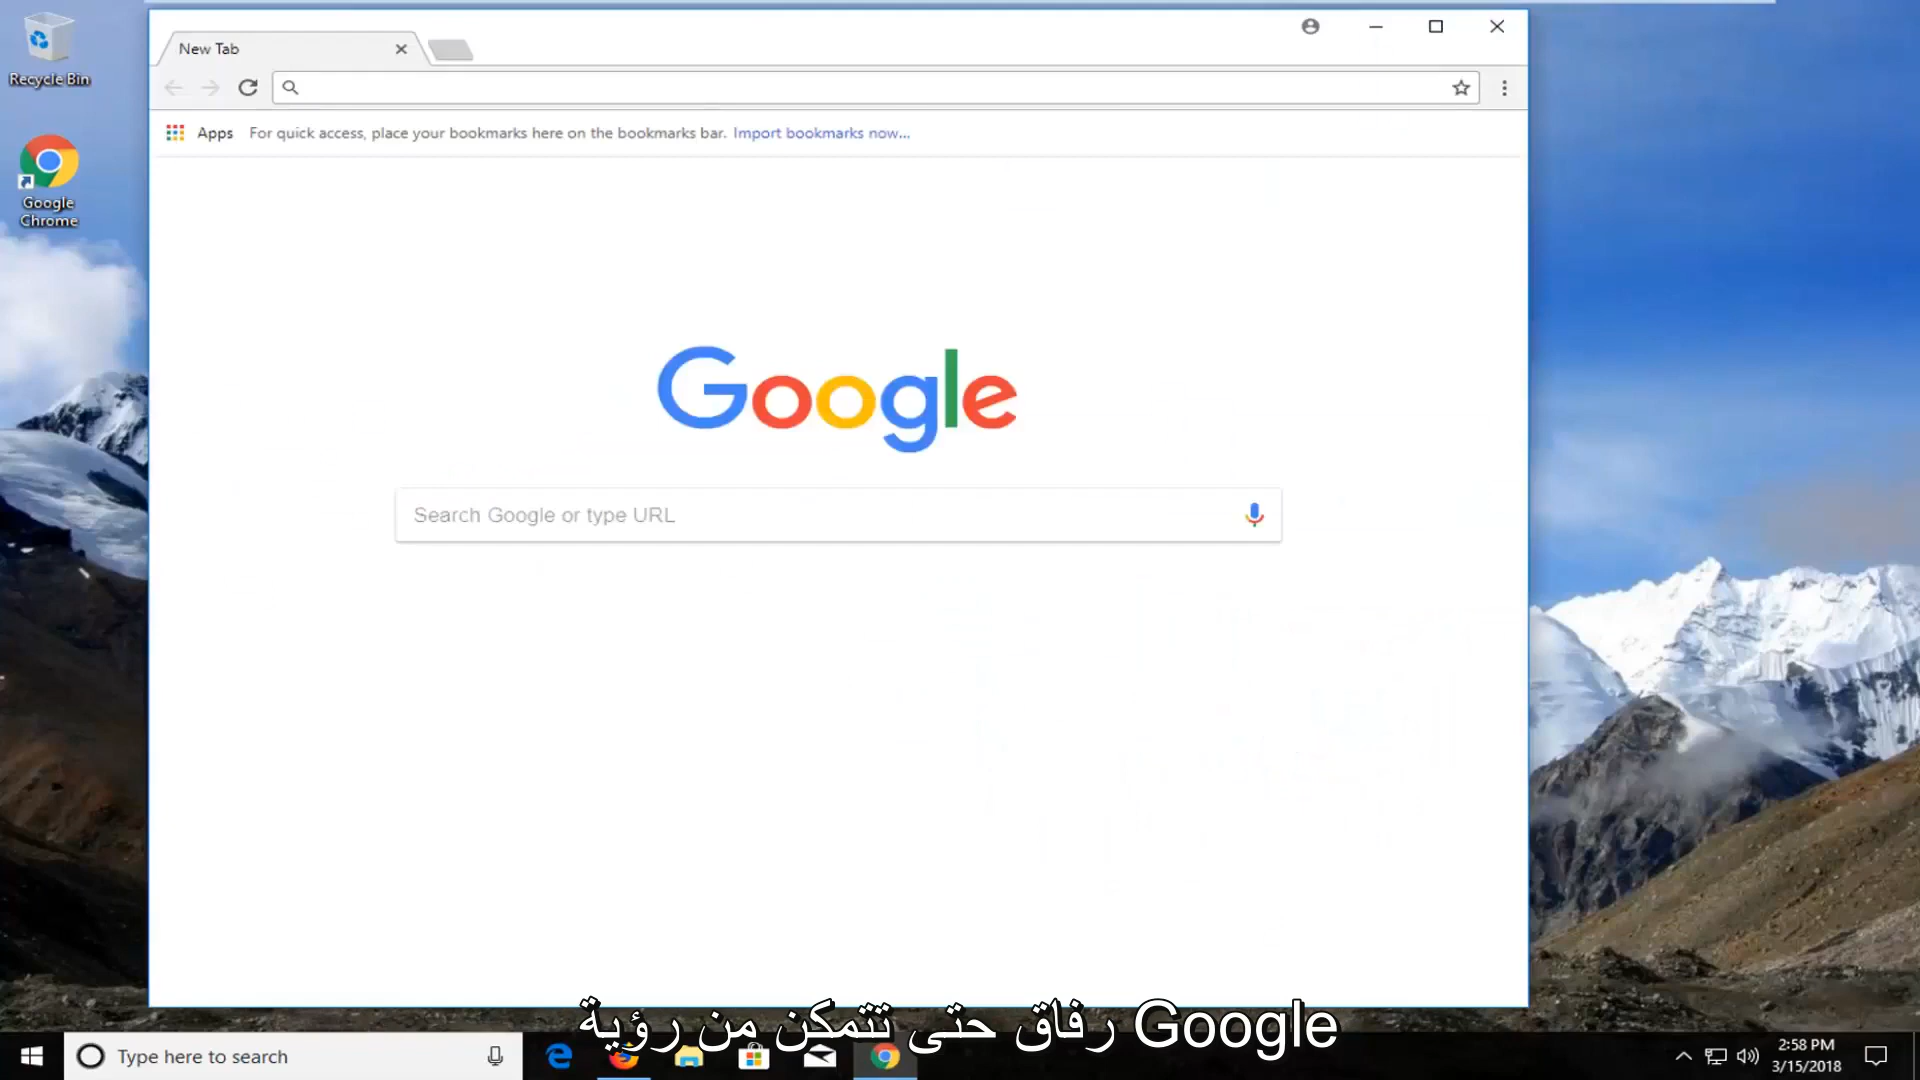 Recycle Bin
Google
Chrome
New Tab
Apps For quick access, place your bookmarks here on the bookmarks bar. Import bookmarks now...
Google
Search Google or type URL
رفاق حتى تتمكن من رؤية Google
Type here to search
2:58 PM
3/15/2018